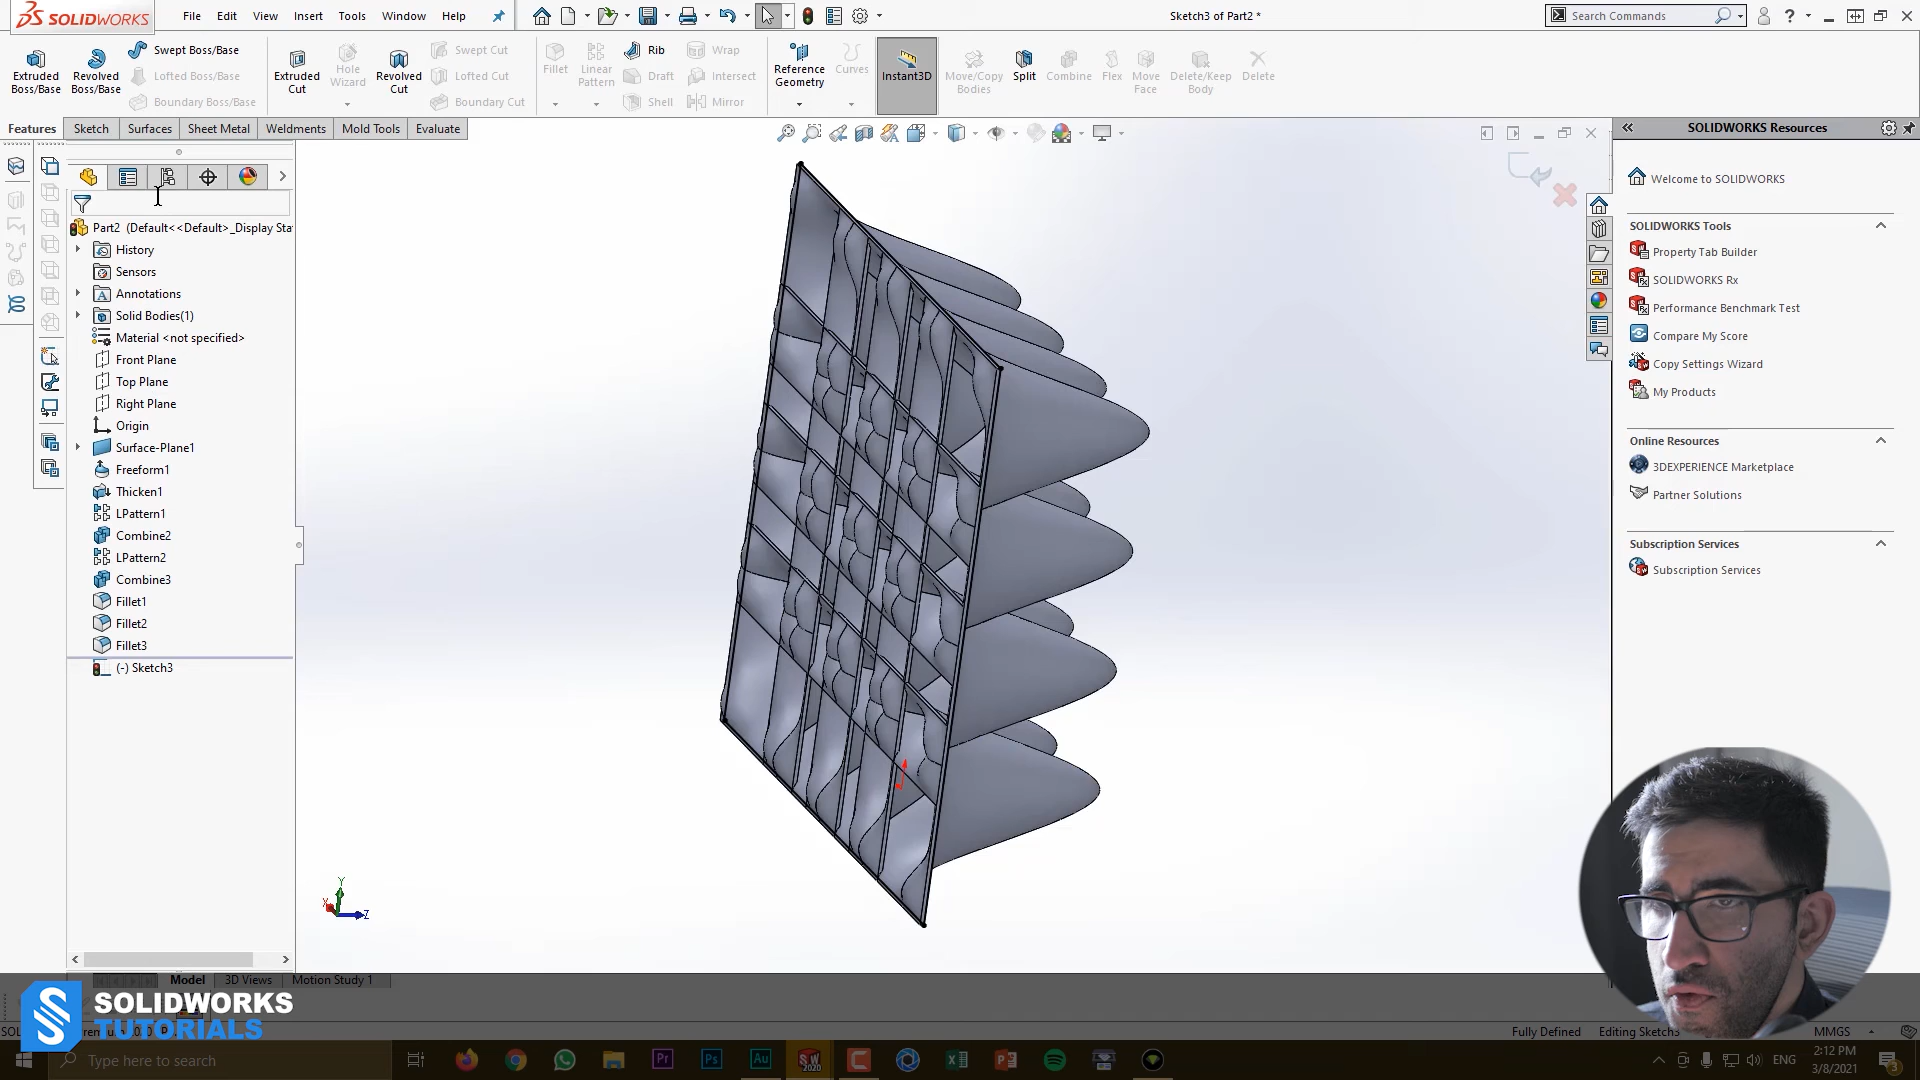 SOLIDWORKS File Edit View Insert Tools Window Help Sketch3 of Part2 * Search Commands
Extruded Boss/Base
Revolved Boss/Base
Swept Boss/Base
Lofted Boss/Base
Boundary Boss/Base
Extruded Cut
Hole Wizard
Revolved Cut
Swept Cut
Lofted Cut
Boundary Cut
Fillet
Linear Pattern
Rib
Draft
Shell
Wrap
Intersect
Mirror
Reference Geometry
Curves
Instant3D
Move/Copy Bodies
Split
Combine
Flex
Move Face
Delete/Keep Body
Delete
Features Sketch Surfaces Sheet Metal Weldments Mold Tools Evaluate
Part2 (Default<<Default>_Display Sta
History
Sensors
Annotations
Solid Bodies(1)
Material <not specified>
Front Plane
Top Plane
Right Plane
Origin
Surface-Plane1
Freeform1
Thicken1
LPattern1
Combine2
LPattern2
Combine3
Fillet1
Fillet2
Fillet3
(-) Sketch3
Y
X
Z
SOLIDWORKS Resources
Welcome to SOLIDWORKS
SOLIDWORKS Tools
Property Tab Builder
SOLIDWORKS Rx
Performance Benchmark Test
Compare My Score
Copy Settings Wizard
My Products
Online Resources
3DEXPERIENCE Marketplace
Partner Solutions
Subscription Services
Subscription Services
Model 3D Views Motion Study 1
SOLIDWORKS
TUTORIALS
Fully Defined Editing Sketch3 MMGS
Type here to search
ENG
2:12 PM
3/8/2021